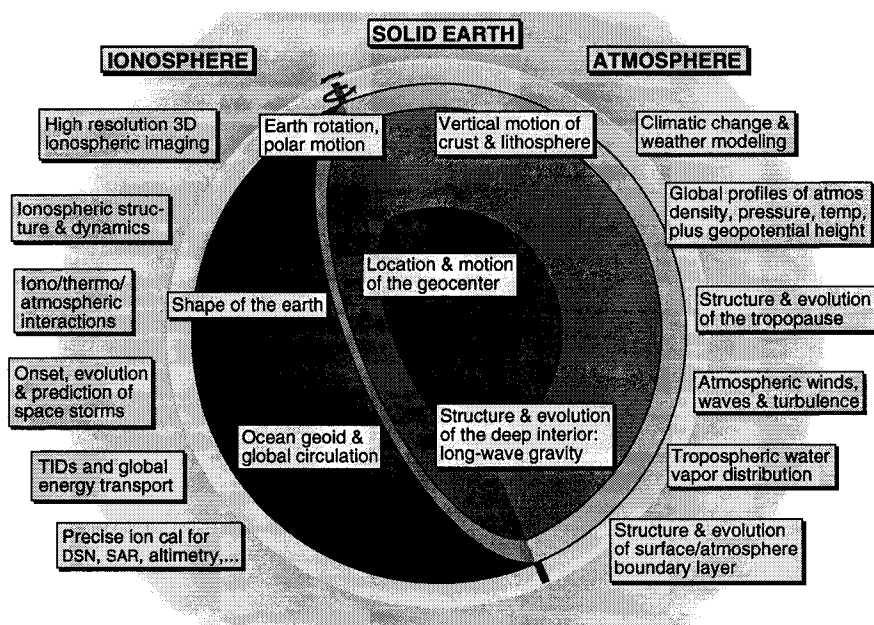 SOLID EARTH
IONOSPHERE
ATMOSPHERE
High resolution 3D
ionospheric imaging
Ionospheric struc-
ture & dynamics
Iono/thermo/
atmospheric
interactions
Onset, evolution
& prediction of
space storms
TIDs and global
energy transport
Precise ion cal for
DSN, SAR, altimetry,...
Earth rotation,
polar motion
Vertical motion of
crust & lithosphere
Location & motion
of the geocenter
Shape of the earth
Ocean geoid &
global circulation
Structure & evolution
of the deep interior:
long-wave gravity
Climatic change &
weather modeling
Global profiles of atmos
density, pressure, temp,
plus geopotential height
Structure & evolution
of the tropopause
Atmospheric winds,
waves & turbulence
Tropospheric water
vapor distribution
Structure & evolution
of surface/atmosphere
boundary layer